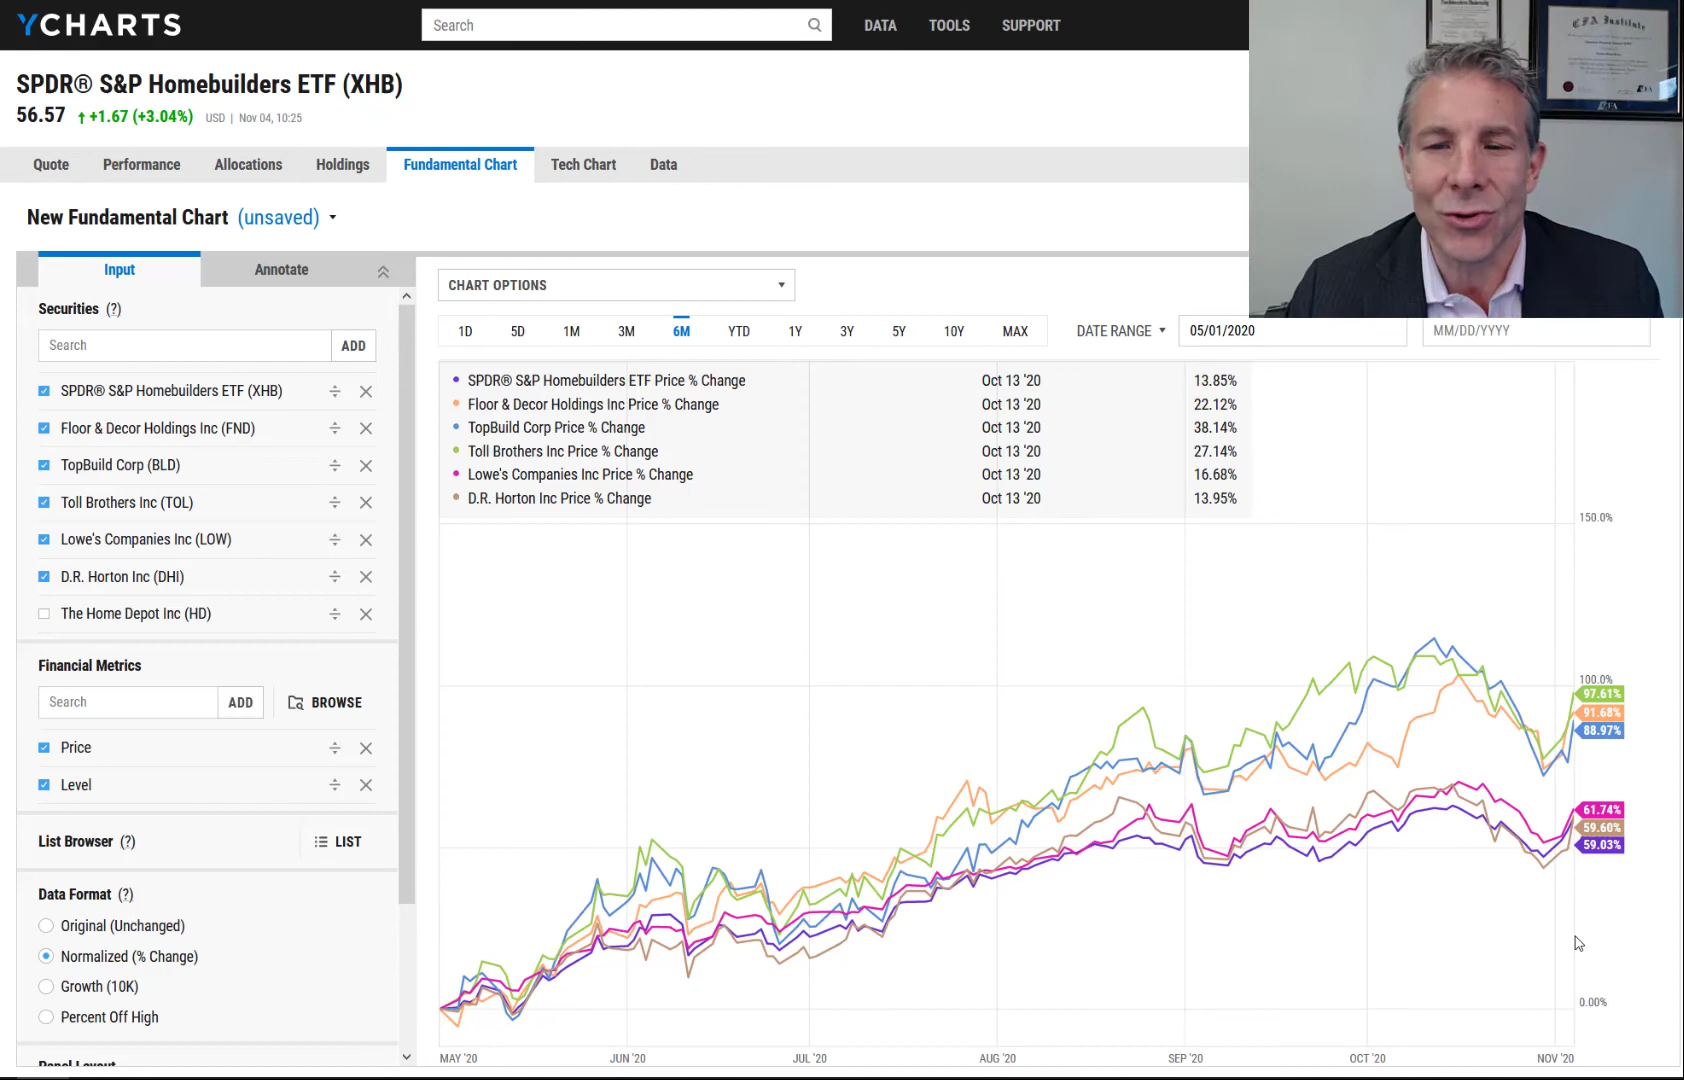 YCHARTS
Search
DATA
TOOLS
SUPPORT
CFA Institute
CFA
SPDR® S&P Homebuilders ETF (XHB)
56.57 +1.67 (+3.04%) USD | Nov 04, 10:25
Quote
Performance
Allocations
Holdings
Fundamental Chart
Tech Chart
Data
New Fundamental Chart (unsaved)
Input
Annotate
Securities (?)
Search
ADD
SPDR® S&P Homebuilders ETF (XHB)
Floor & Decor Holdings Inc (FND)
TopBuild Corp (BLD)
Toll Brothers Inc (TOL)
Lowe's Companies Inc (LOW)
D.R. Horton Inc (DHI)
The Home Depot Inc (HD)
Financial Metrics
Search
ADD
BROWSE
Price
Level
List Browser (?)
LIST
Data Format (?)
Original (Unchanged)
Normalized (% Change)
Growth (10K)
Percent Off High
Panel Layout
CHART OPTIONS
1D 5D 1M 3M 6M YTD 1Y 3Y 5Y 10Y MAX
DATE RANGE
05/01/2020
MM/DD/YYYY
SPDR® S&P Homebuilders ETF Price % Change Oct 13 '20 13.85%
Floor & Decor Holdings Inc Price % Change Oct 13 '20 22.12%
TopBuild Corp Price % Change Oct 13 '20 38.14%
Toll Brothers Inc Price % Change Oct 13 '20 27.14%
Lowe's Companies Inc Price % Change Oct 13 '20 16.68%
D.R. Horton Inc Price % Change Oct 13 '20 13.95%
150.0%
100.0%
97.61%
91.68%
88.97%
61.74%
59.60%
59.03%
0.00%
MAY '20 JUN '20 JUL '20 AUG '20 SEP '20 OCT '20 NOV '20